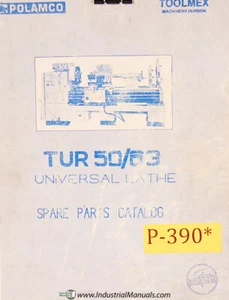 POLAMCO
TOOLMEX
MACHINERY DIVISION
TUR 50/63
UNIVERSAL LATHE
SPARE PARTS CATALOG
P-390*
www.IndustrialManuals.com